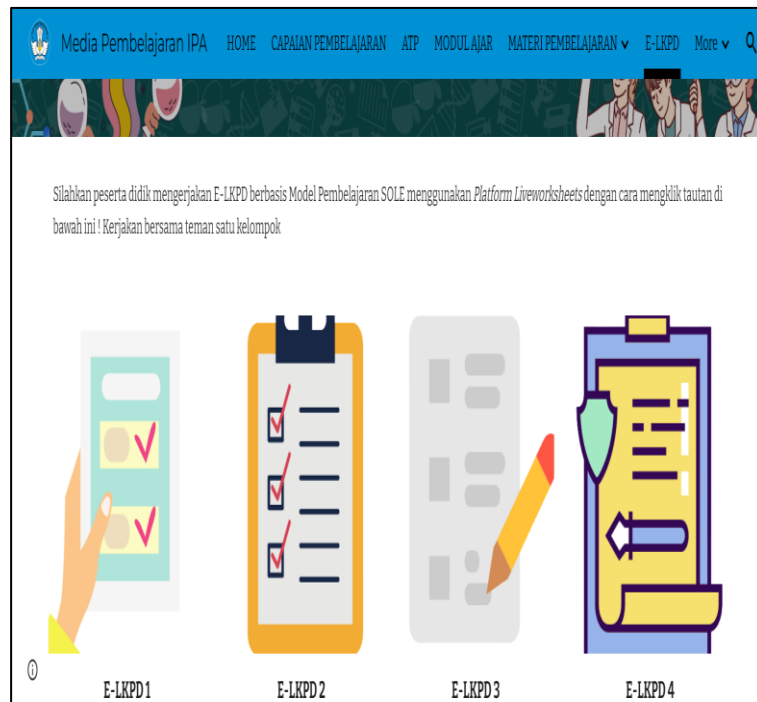 Media Pembelajaran IPA HOME CAPAIAN PEMBELAJARAN ATP MODUL AJAR MATERI PEMBELAJARAN E-LKPD More
Silahkan peserta didik mengerjakan E-LKPD berbasis Model Pembelajaran SOLE menggunakan Platform Liveworksheets dengan cara mengklik tautan di
bawah ini ! Kerjakan bersama teman satu kelompok
E-LKPD 1 E-LKPD 2 E-LKPD 3 E-LKPD 4